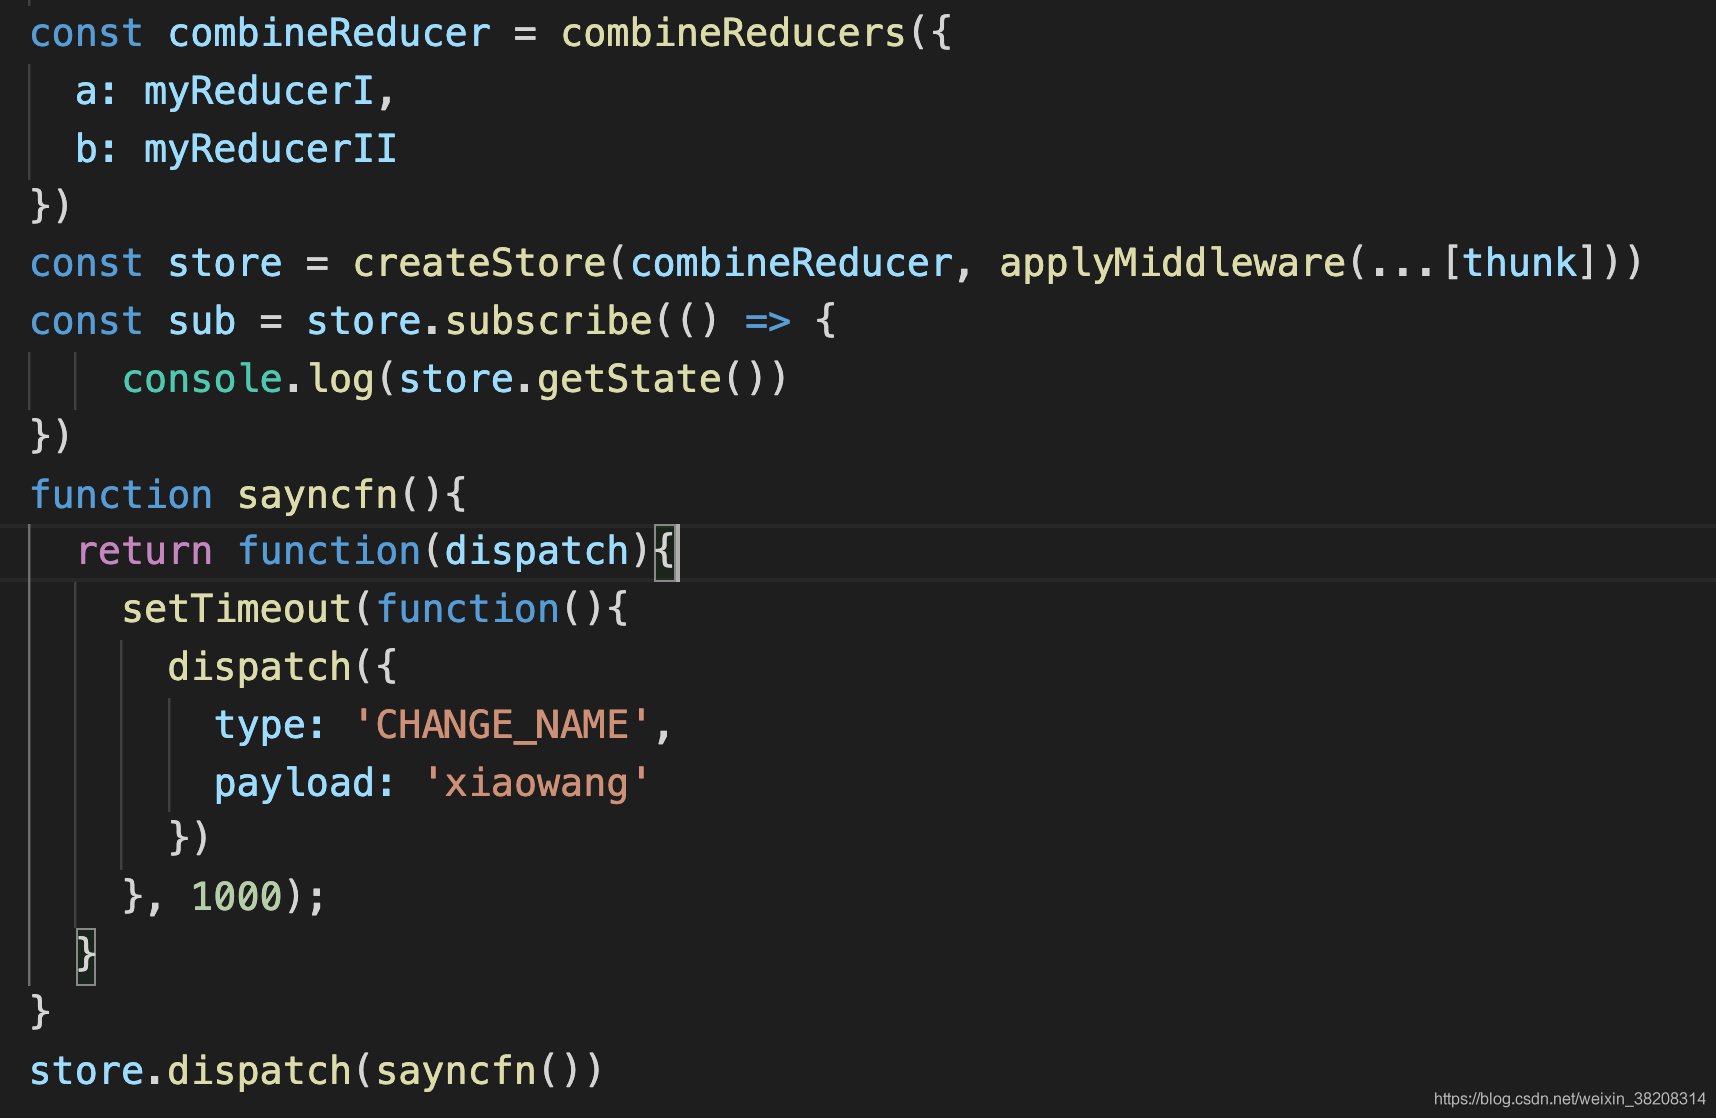 const combineReducer = combineReducers({
  a: myReducerI,
  b: myReducerII
})
const store = createStore(combineReducer, applyMiddleware(...[thunk]))
const sub = store.subscribe(() => {
    console.log(store.getState())
})
function sayncfn(){
  return function(dispatch){
    setTimeout(function(){
      dispatch({
        type: 'CHANGE_NAME',
        payload: 'xiaowang'
      })
    }, 1000);
  }
}
store.dispatch(sayncfn())
https://blog.csdn.net/weixin_38208314